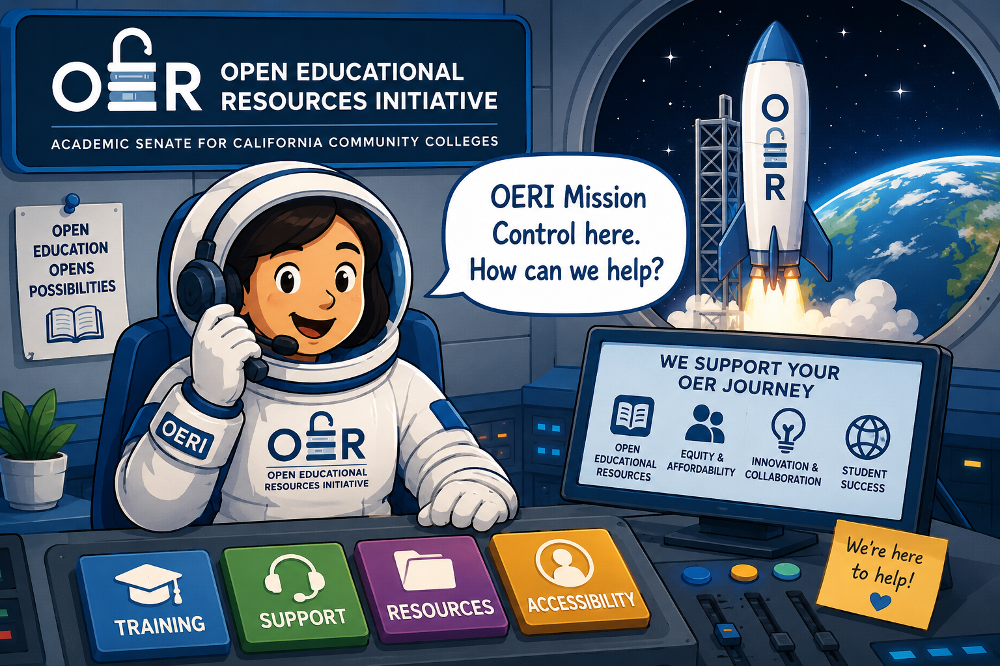 OER
OPEN EDUCATIONAL
RESOURCES INITIATIVE
ACADEMIC SENATE FOR CALIFORNIA COMMUNITY COLLEGES
OPEN
EDUCATION
OPENS
POSSIBILITIES
OERI Mission
Control here.
How can we help?
OER
OERI
OER
OPEN EDUCATIONAL
RESOURCES INITIATIVE
WE SUPPORT YOUR
OER JOURNEY
OPEN
EDUCATIONAL
RESOURCES
EQUITY &
AFFORDABILITY
INNOVATION &
COLLABORATION
STUDENT
SUCCESS
TRAINING
SUPPORT
RESOURCES
ACCESSIBILITY
We're here
to help!